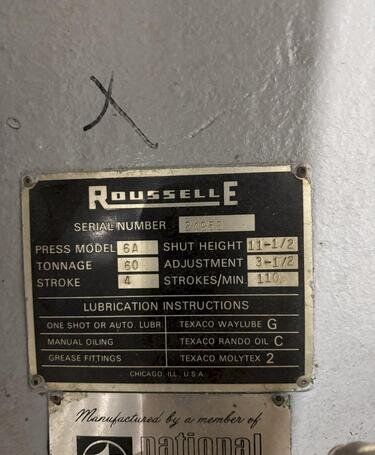 ROUSSELLE
SERIAL NUMBER
PRESS MODEL 6A SHUT HEIGHT 11-1/2
TONNAGE 60 ADJUSTMENT 3-1/2
STROKE 4 STROKES/MIN. 110
LUBRICATION INSTRUCTIONS
ONE SHOT OR AUTO LUBR TEXACO WAYLUBE G
MANUAL OILING TEXACO RANDO OIL C
GREASE FITTINGS TEXACO MOLYTEX 2
CHICAGO, ILL., U.S.A.
Manufactured by a member of
national